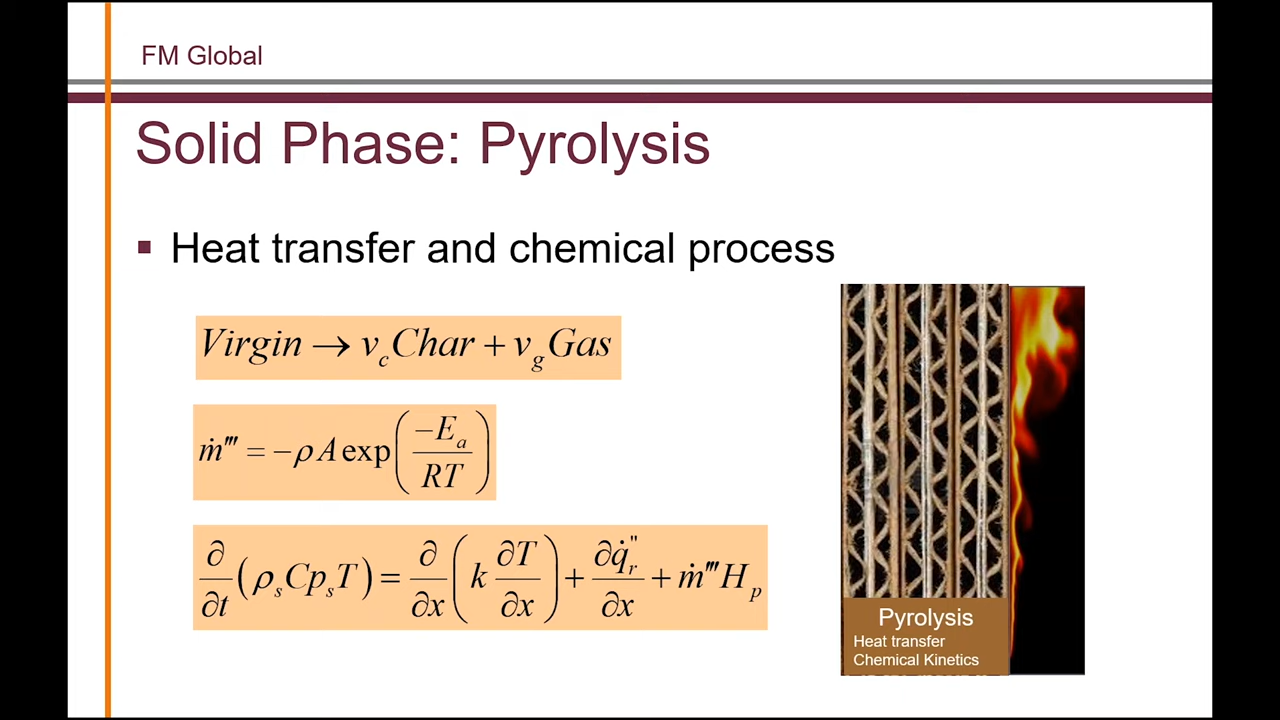 FM Global
Solid Phase: Pyrolysis
▪ Heat transfer and chemical process
Virgin → v_c Char + v_g Gas
ṁ''' = −ρ A exp(−E_a / RT)
∂/∂t (ρ_s Cp_s T) = ∂/∂x (k ∂T/∂x) + ∂q̇_r''/∂x + ṁ''' H_p
Pyrolysis
Heat transfer
Chemical Kinetics